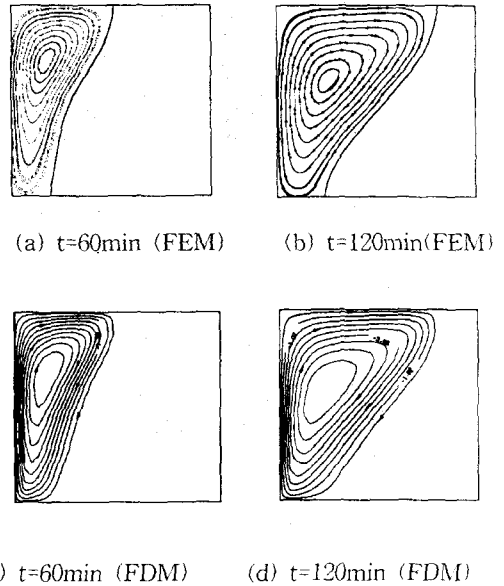 (a) t=60min (FEM)
(b) t=120min(FEM)
) t=60min (FDM)
(d) t=120min (FDM)